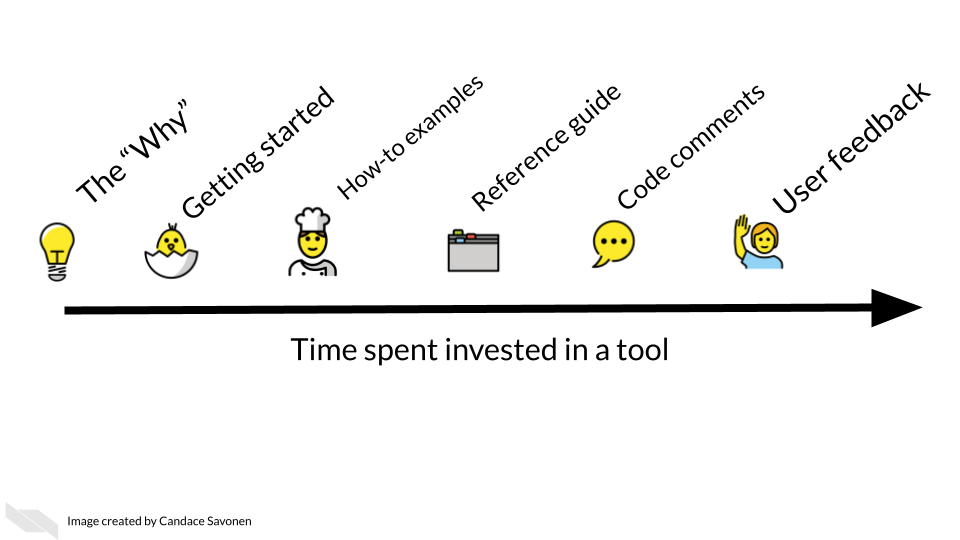 The “Why”
Getting started
How-to examples
Reference guide
Code comments
User feedback
Time spent invested in a tool
Image created by Candace Savonen